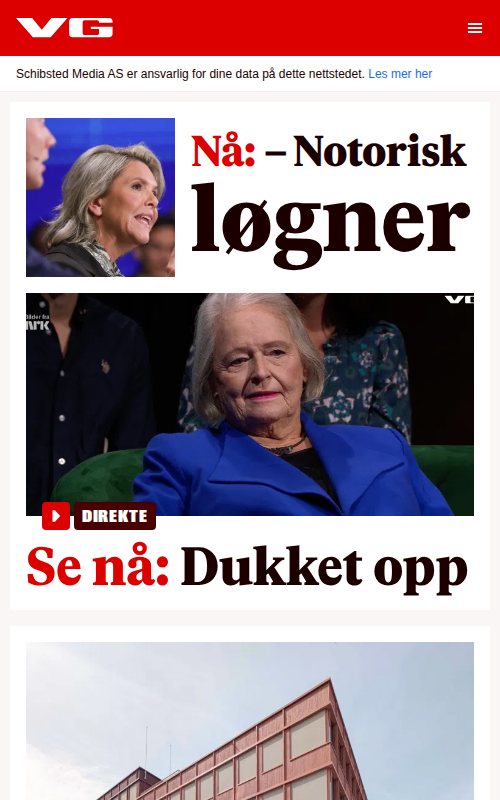 VG
Schibsted Media AS er ansvarlig for dine data på dette nettstedet. Les mer her
Nå: – Notorisk
løgner
Bilder fra
NRK
VG
DIREKTE
Se nå: Dukket opp